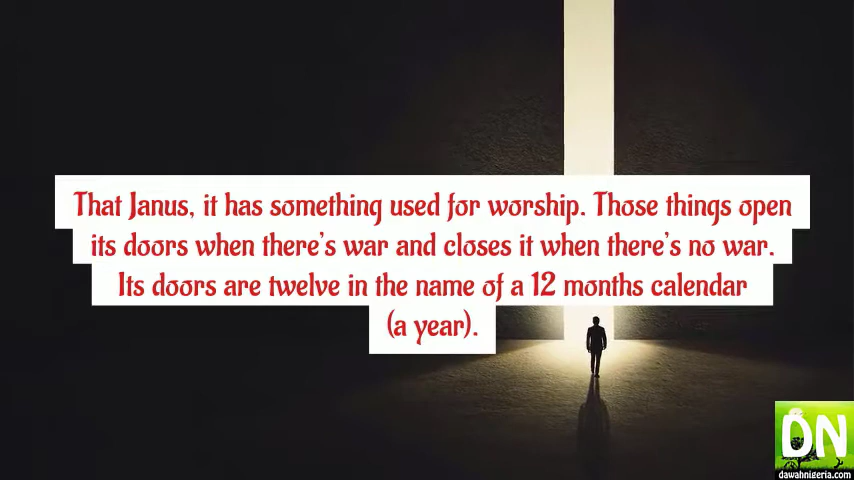 That Janus, it has something used for worship. Those things open
its doors when there's war and closes it when there's no war.
Its doors are twelve in the name of a 12 months calendar
(a year).
DN
dawahnigeria.com